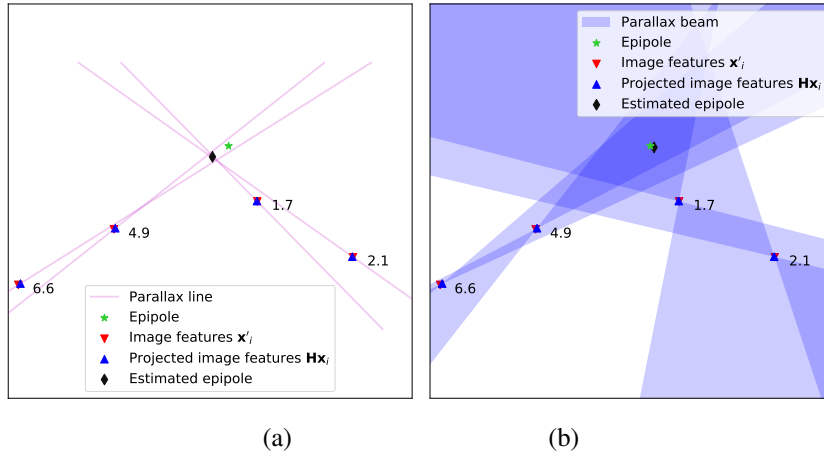 1.7
4.9
2.1
6.6
Parallax line
Epipole
Image features x′ᵢ
Projected image features Hxᵢ
Estimated epipole
(a)
Parallax beam
Epipole
Image features x′ᵢ
Projected image features Hxᵢ
Estimated epipole
1.7
4.9
2.1
6.6
(b)